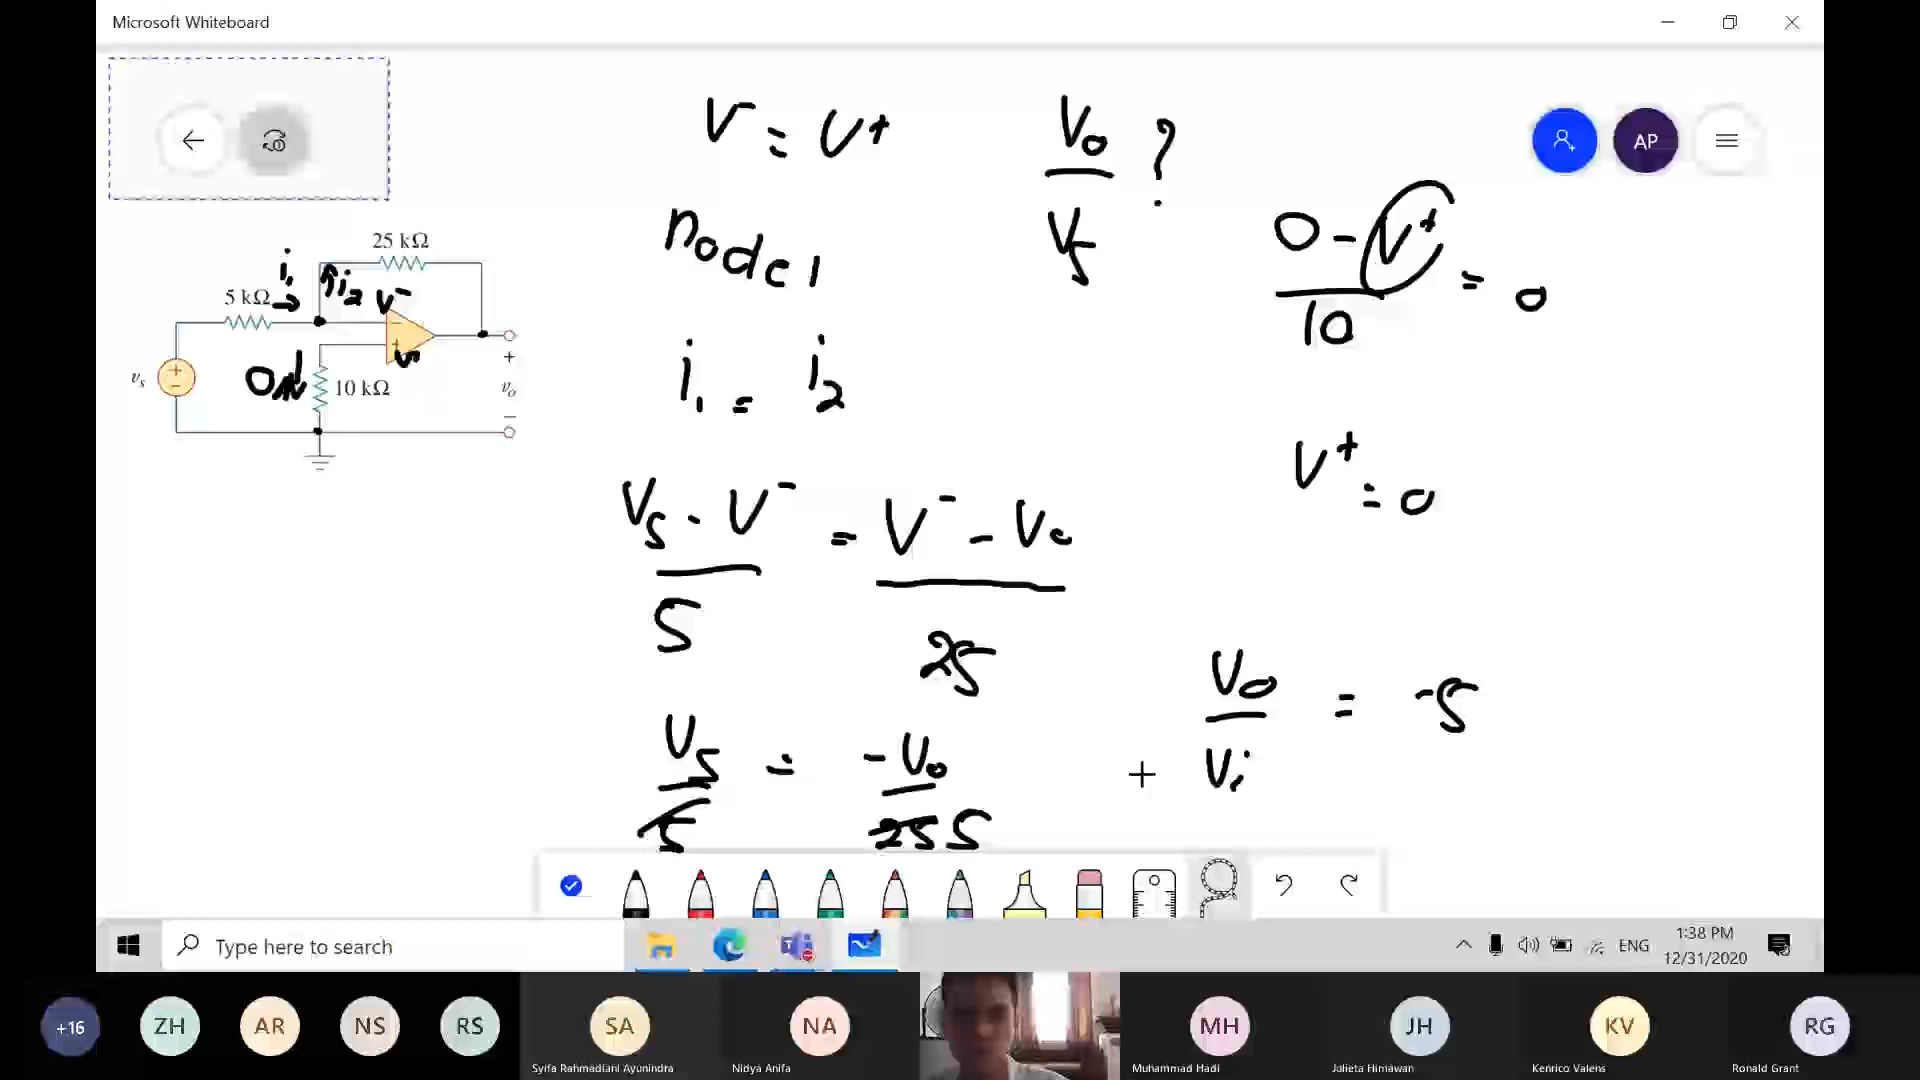 Microsoft Whiteboard
V⁻ = V⁺
Vo / Vs ?
AP
node 1
(0 - V⁺) / 10 = 0
25 kΩ
i₁
i₂
V⁻
5 kΩ
vs
+
−
0
10 kΩ
+
vo
−
i₁ = i₂
V⁺ = 0
(Vs - V⁻) / 5 = (V⁻ - Vo) / 25
Vs / 5 = -Vo / 25 5
Vo / Vi = -5
Type here to search
ENG
1:38 PM
12/31/2020
+16
ZH
AR
NS
RS
SA
NA
MH
JH
KV
RG
Syifa Rahmadiani Ayunindra
Nidya Anifa
Muhammad Hadi
Julieta Himawan
Kenrico Valens
Ronald Grant